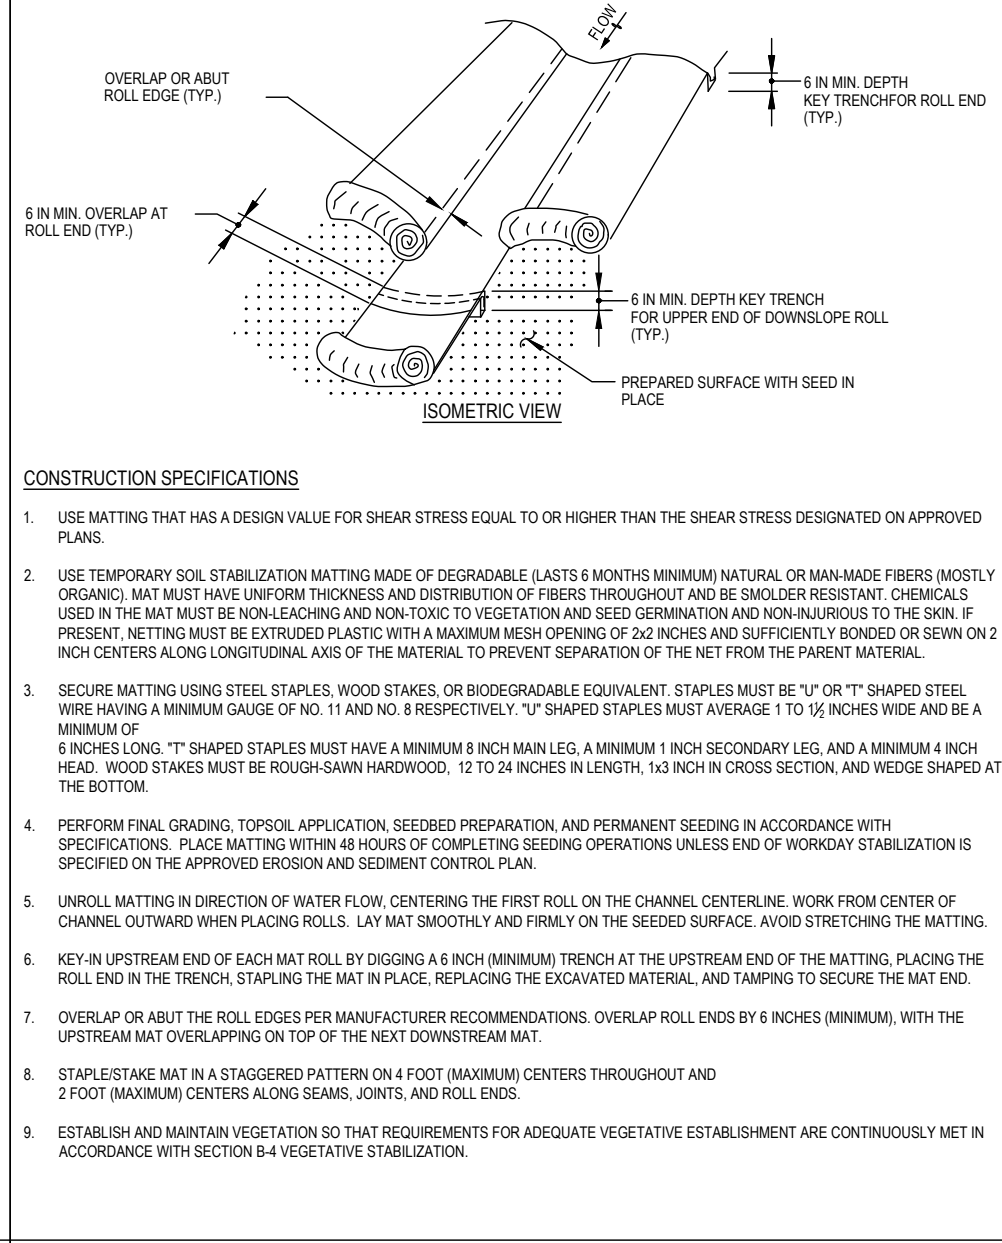 FLOW
OVERLAP OR ABUT
ROLL EDGE (TYP.)
6 IN MIN. DEPTH
KEY TRENCHFOR ROLL END
(TYP.)
6 IN MIN. OVERLAP AT
ROLL END (TYP.)
6 IN MIN. DEPTH KEY TRENCH
FOR UPPER END OF DOWNSLOPE ROLL
(TYP.)
PREPARED SURFACE WITH SEED IN
PLACE
ISOMETRIC VIEW
CONSTRUCTION SPECIFICATIONS
1. USE MATTING THAT HAS A DESIGN VALUE FOR SHEAR STRESS EQUAL TO OR HIGHER THAN THE SHEAR STRESS DESIGNATED ON APPROVED
PLANS.
2. USE TEMPORARY SOIL STABILIZATION MATTING MADE OF DEGRADABLE (LASTS 6 MONTHS MINIMUM) NATURAL OR MAN-MADE FIBERS (MOSTLY
ORGANIC). MAT MUST HAVE UNIFORM THICKNESS AND DISTRIBUTION OF FIBERS THROUGHOUT AND BE SMOLDER RESISTANT. CHEMICALS
USED IN THE MAT MUST BE NON-LEACHING AND NON-TOXIC TO VEGETATION AND SEED GERMINATION AND NON-INJURIOUS TO THE SKIN. IF
PRESENT, NETTING MUST BE EXTRUDED PLASTIC WITH A MAXIMUM MESH OPENING OF 2x2 INCHES AND SUFFICIENTLY BONDED OR SEWN ON 2
INCH CENTERS ALONG LONGITUDINAL AXIS OF THE MATERIAL TO PREVENT SEPARATION OF THE NET FROM THE PARENT MATERIAL.
3. SECURE MATTING USING STEEL STAPLES, WOOD STAKES, OR BIODEGRADABLE EQUIVALENT. STAPLES MUST BE "U" OR "T" SHAPED STEEL
WIRE HAVING A MINIMUM GAUGE OF NO. 11 AND NO. 8 RESPECTIVELY. "U" SHAPED STAPLES MUST AVERAGE 1 TO 1½ INCHES WIDE AND BE A
MINIMUM OF
6 INCHES LONG. "T" SHAPED STAPLES MUST HAVE A MINIMUM 8 INCH MAIN LEG, A MINIMUM 1 INCH SECONDARY LEG, AND A MINIMUM 4 INCH
HEAD. WOOD STAKES MUST BE ROUGH-SAWN HARDWOOD, 12 TO 24 INCHES IN LENGTH, 1x3 INCH IN CROSS SECTION, AND WEDGE SHAPED AT
THE BOTTOM.
4. PERFORM FINAL GRADING, TOPSOIL APPLICATION, SEEDBED PREPARATION, AND PERMANENT SEEDING IN ACCORDANCE WITH
SPECIFICATIONS. PLACE MATTING WITHIN 48 HOURS OF COMPLETING SEEDING OPERATIONS UNLESS END OF WORKDAY STABILIZATION IS
SPECIFIED ON THE APPROVED EROSION AND SEDIMENT CONTROL PLAN.
5. UNROLL MATTING IN DIRECTION OF WATER FLOW, CENTERING THE FIRST ROLL ON THE CHANNEL CENTERLINE. WORK FROM CENTER OF
CHANNEL OUTWARD WHEN PLACING ROLLS. LAY MAT SMOOTHLY AND FIRMLY ON THE SEEDED SURFACE. AVOID STRETCHING THE MATTING.
6. KEY-IN UPSTREAM END OF EACH MAT ROLL BY DIGGING A 6 INCH (MINIMUM) TRENCH AT THE UPSTREAM END OF THE MATTING, PLACING THE
ROLL END IN THE TRENCH, STAPLING THE MAT IN PLACE, REPLACING THE EXCAVATED MATERIAL, AND TAMPING TO SECURE THE MAT END.
7. OVERLAP OR ABUT THE ROLL EDGES PER MANUFACTURER RECOMMENDATIONS. OVERLAP ROLL ENDS BY 6 INCHES (MINIMUM), WITH THE
UPSTREAM MAT OVERLAPPING ON TOP OF THE NEXT DOWNSTREAM MAT.
8. STAPLE/STAKE MAT IN A STAGGERED PATTERN ON 4 FOOT (MAXIMUM) CENTERS THROUGHOUT AND
2 FOOT (MAXIMUM) CENTERS ALONG SEAMS, JOINTS, AND ROLL ENDS.
9. ESTABLISH AND MAINTAIN VEGETATION SO THAT REQUIREMENTS FOR ADEQUATE VEGETATIVE ESTABLISHMENT ARE CONTINUOUSLY MET IN
ACCORDANCE WITH SECTION B-4 VEGETATIVE STABILIZATION.